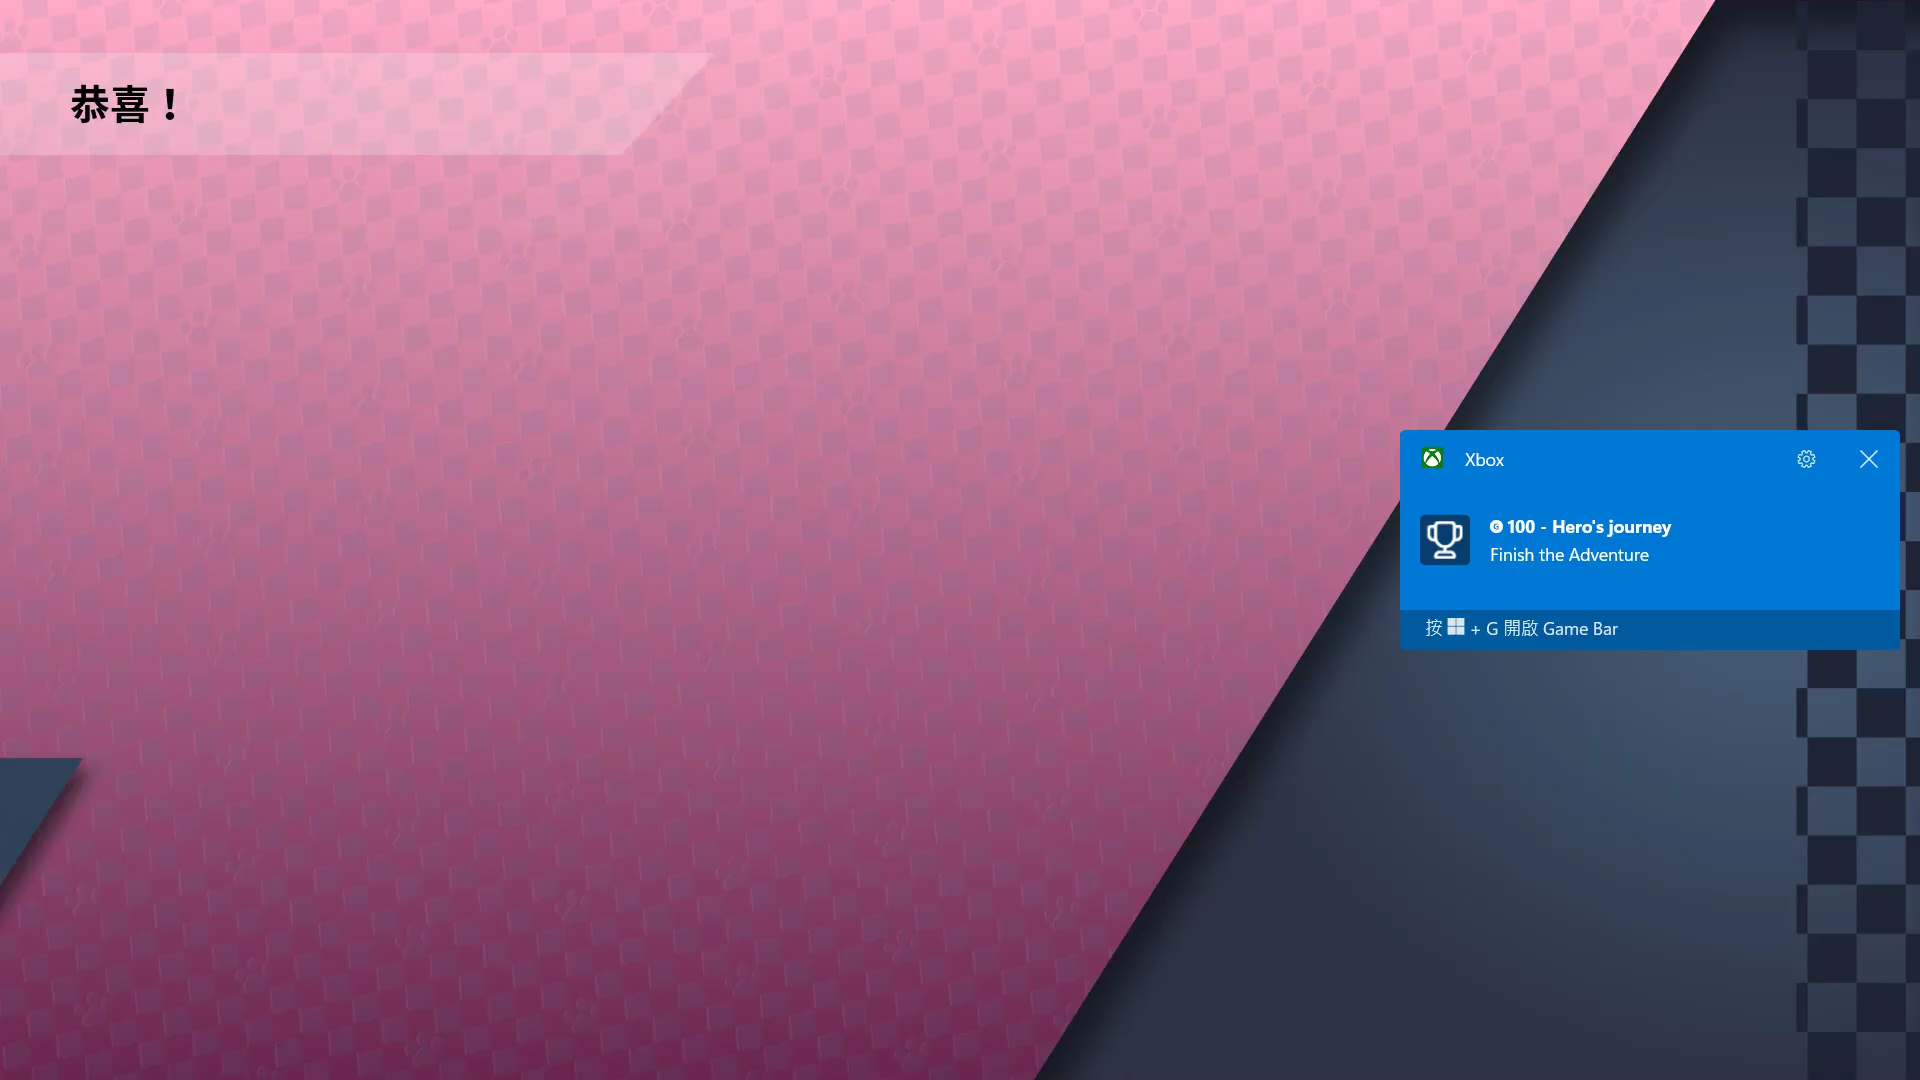 恭喜！
Xbox
G 100 - Hero's journey
Finish the Adventure
按 + G 開啟 Game Bar